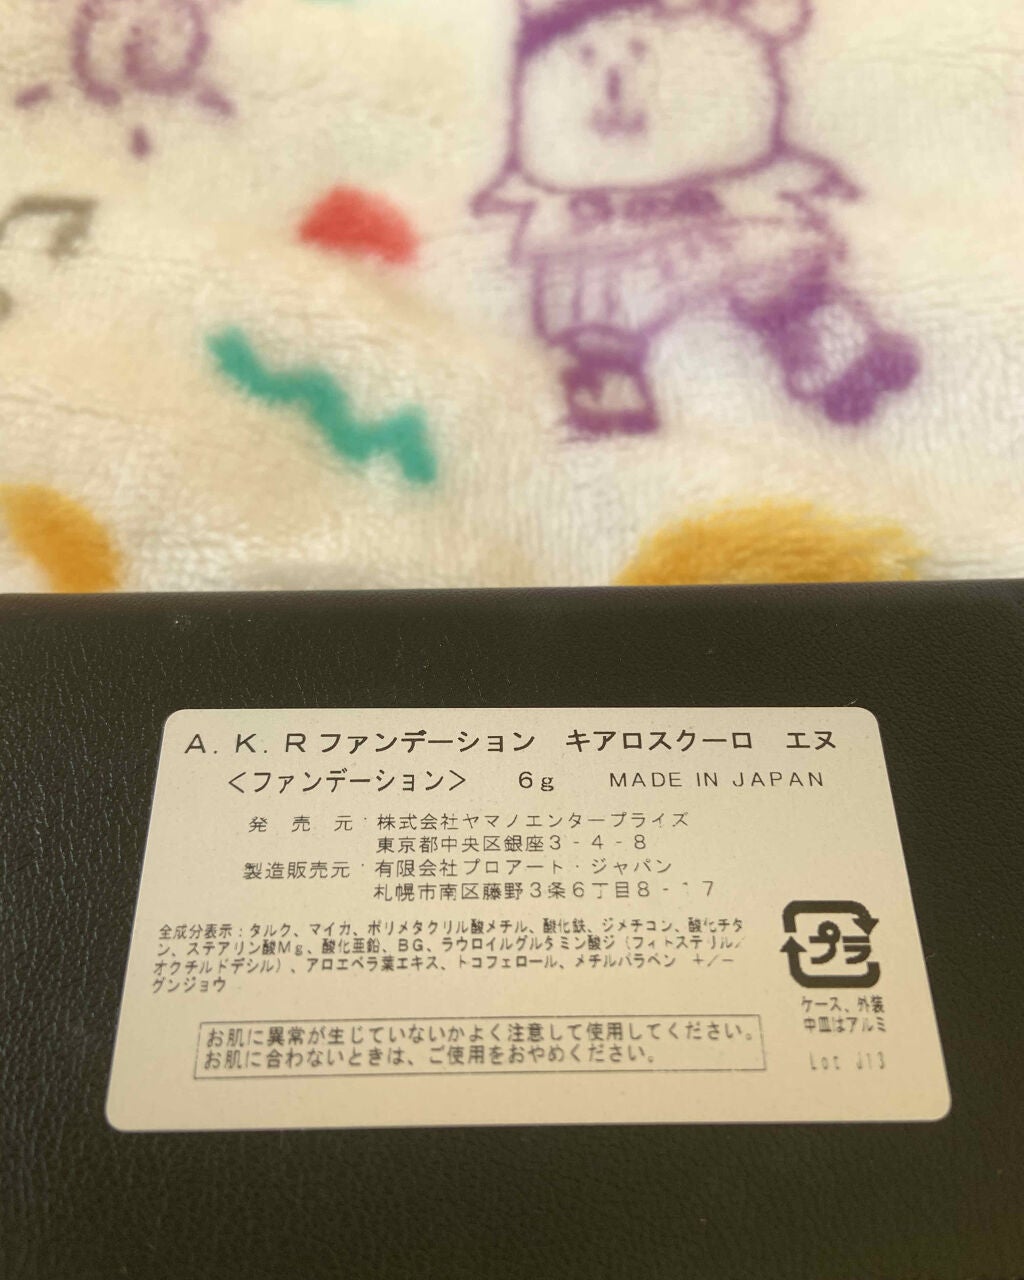 A.K.Rファンデーション キアロスクーロ エヌ
<ファンデーション> 6g MADE IN JAPAN
発売元:株式会社ヤマノエンタープライズ
東京都中央区銀座3-4-8
製造販売元:有限会社プロアート・ジャパン
札幌市南区藤野3条6丁目8-17
全成分表示:タルク、マイカ、ポリメタクリル酸メチル、酸化鉄、ジメチコン、酸化チタ
ン、ステアリン酸Mg、酸化亜鉛、BG、ラウロイルグルタミン酸ジ(フィトステリル/
オクチルドデシル)、アロエベラ葉エキス、トコフェロール、メチルパラベン +/-
グンジョウ
プラ
ケース、外装
中皿はアルミ
お肌に異常が生じていないかよく注意して使用してください。
お肌に合わないときは、ご使用をおやめください。
Lot J13